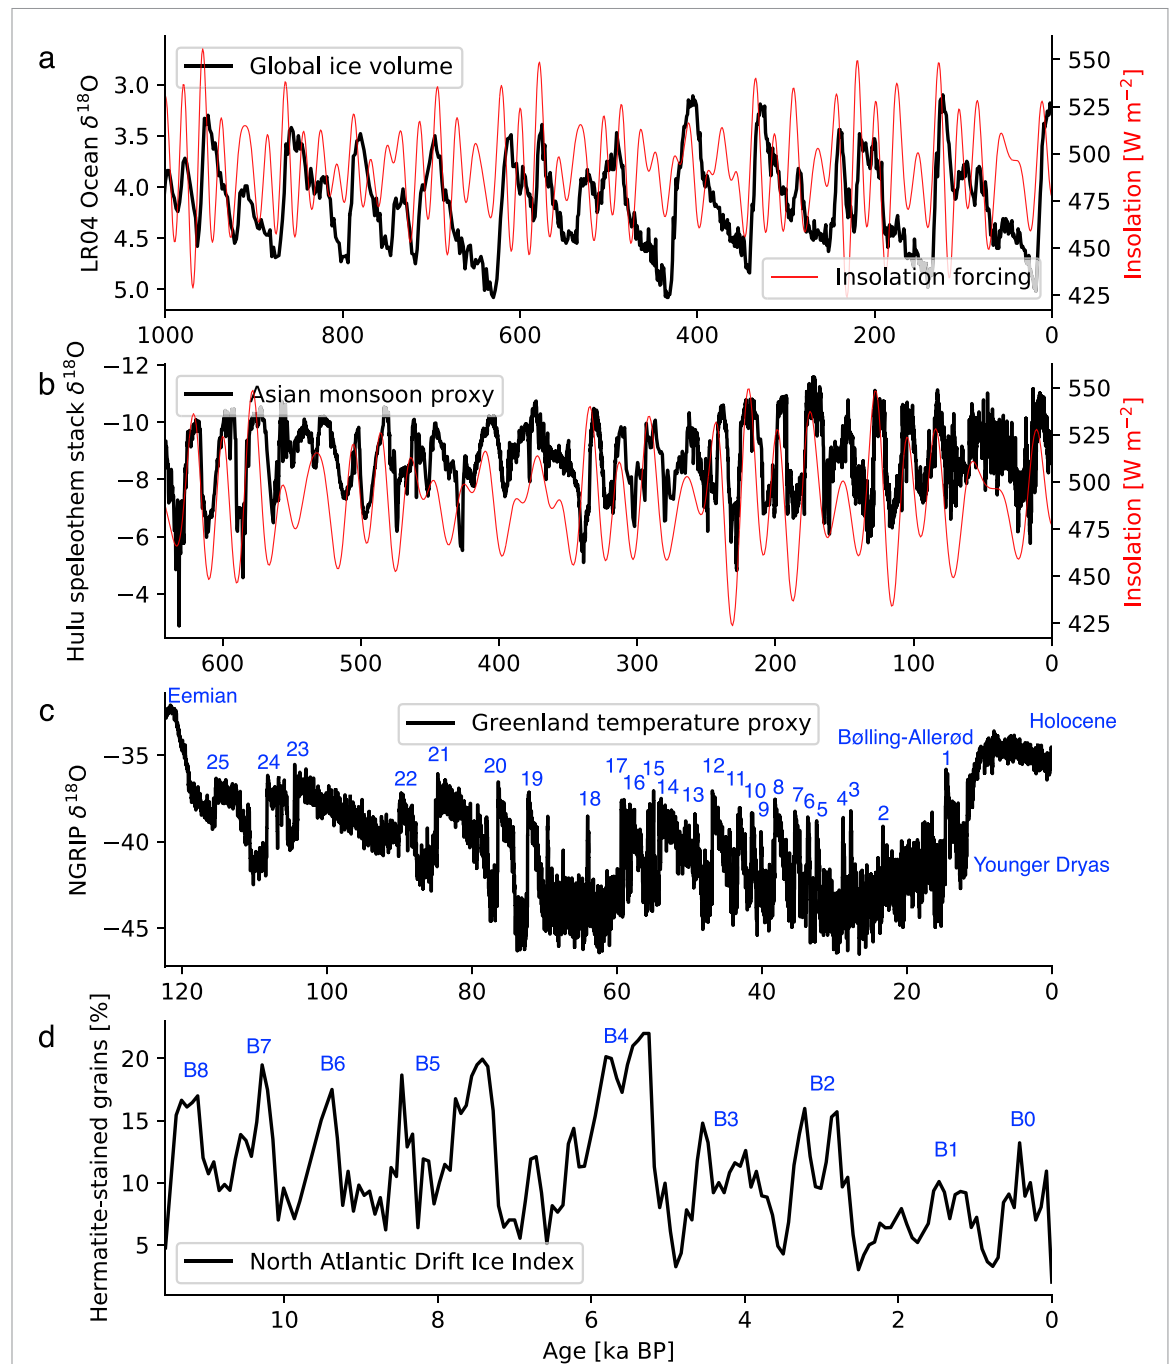 a
Global ice volume
LR04 Ocean δ18O
3.0
3.5
4.0
4.5
5.0
550
525
500
475
450
425
Insolation [W m−2]
Insolation forcing
1000 800 600 400 200 0
b
Asian monsoon proxy
Hulu speleothem stack δ18O
−12
−10
−8
−6
−4
550
525
500
475
450
425
Insolation [W m−2]
600 500 400 300 200 100 0
c
Greenland temperature proxy
NGRIP δ18O
−35
−40
−45
Eemian
25 24 23 22 21 20 19 18 17 16 15 14 13 12 11 10 9 8 7 6 5 4 3 2 1
Bølling-Allerød
Holocene
Younger Dryas
120 100 80 60 40 20 0
d
Hermatite-stained grains [%]
20
15
10
5
B8 B7 B6 B5 B4 B3 B2 B1 B0
North Atlantic Drift Ice Index
10 8 6 4 2 0
Age [ka BP]